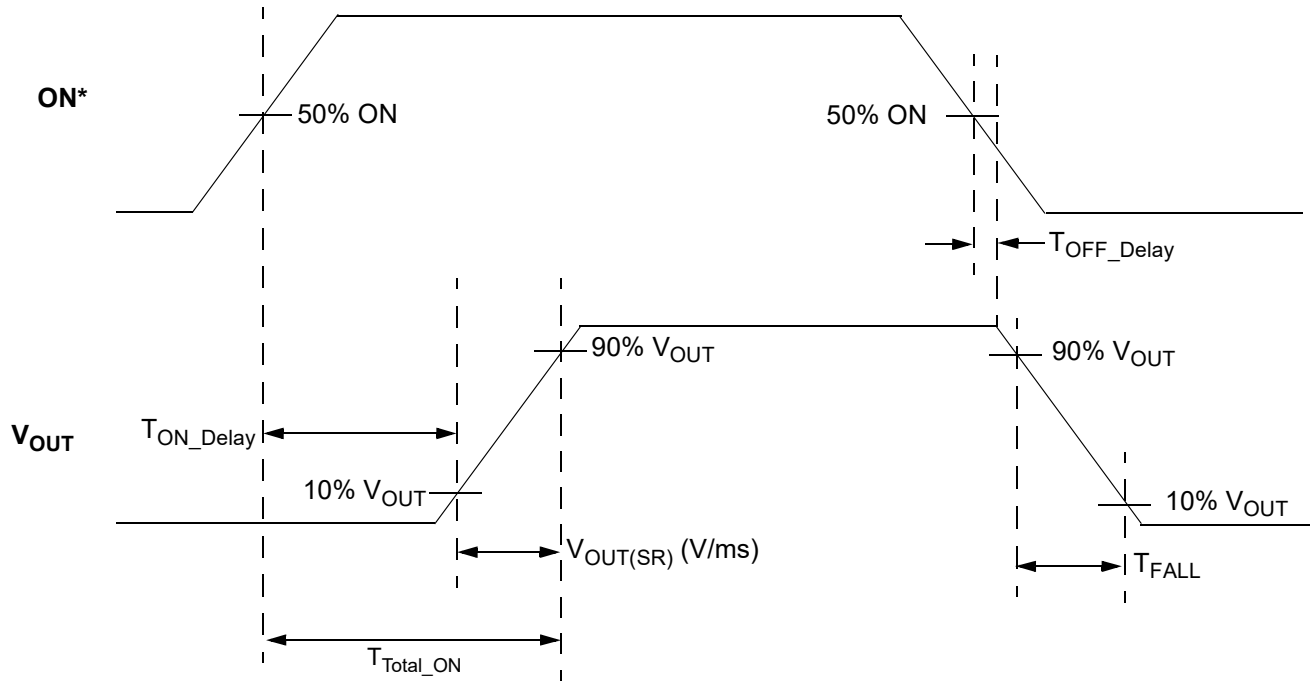 ON*
50% ON
50% ON
TOFF_Delay
90% VOUT
90% VOUT
VOUT
TON_Delay
10% VOUT
10% VOUT
VOUT(SR) (V/ms)
TFALL
TTotal_ON